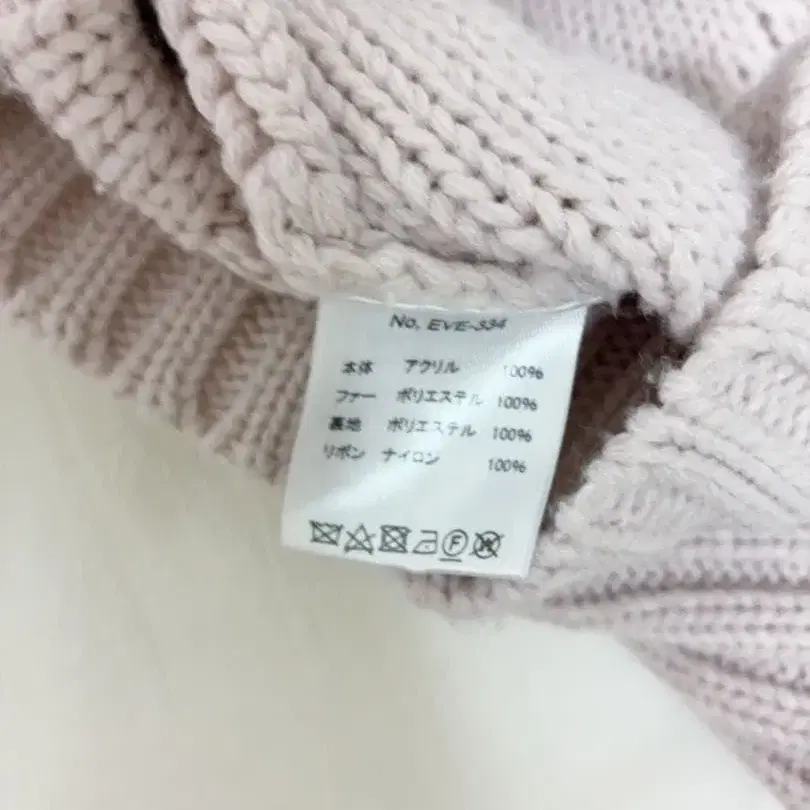 No. EVE-334
本体 アクリル 100%
ファー ポリエステル 100%
裏地 ポリエステル 100%
リボン ナイロン 100%
F W